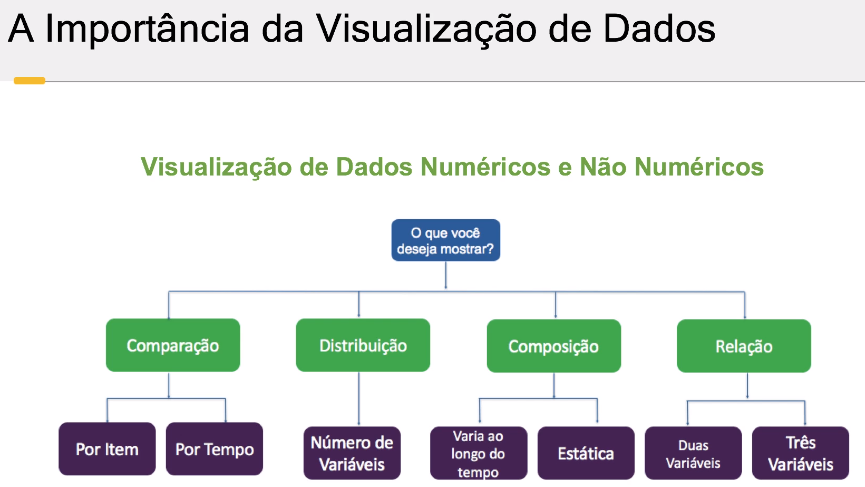 A Importância da Visualização de Dados
Visualização de Dados Numéricos e Não Numéricos
O que você
deseja mostrar?
Comparação
Distribuição
Composição
Relação
Por Item
Por Tempo
Número de
Variáveis
Varia ao
longo do
tempo
Estática
Duas
Variáveis
Três
Variáveis